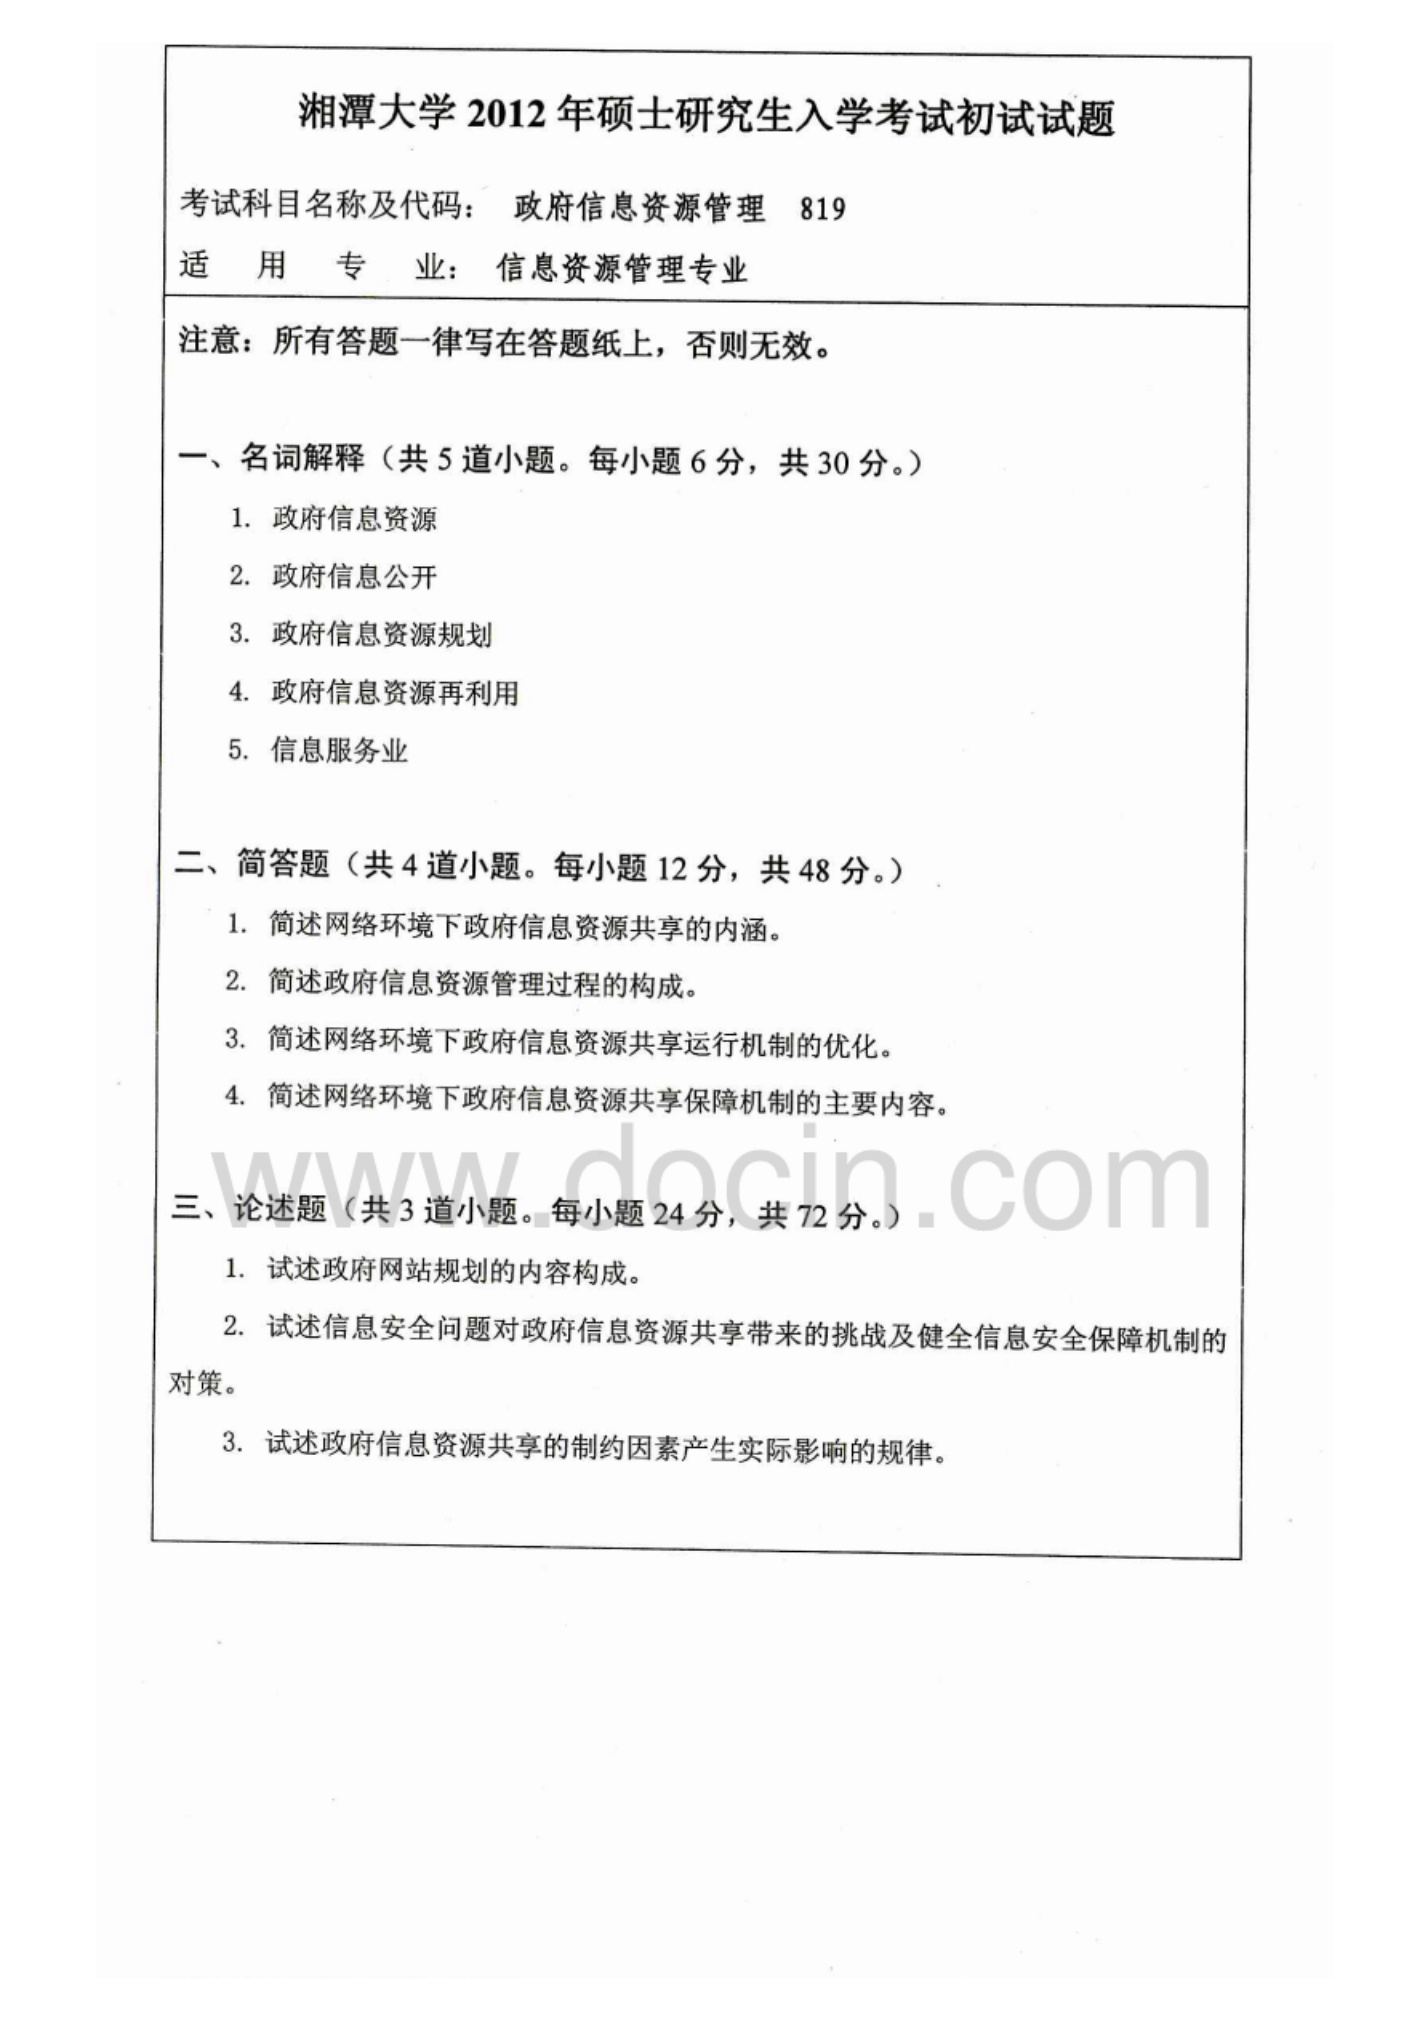 湘潭大学 2012 年硕士研究生入学考试初试试题
考试科目名称及代码： 政府信息资源管理 819
适 用 专 业： 信息资源管理专业
注意：所有答题一律写在答题纸上，否则无效。
一、名词解释（共 5 道小题。每小题 6 分，共 30 分。）
1. 政府信息资源
2. 政府信息公开
3. 政府信息资源规划
4. 政府信息资源再利用
5. 信息服务业
二、简答题（共 4 道小题。每小题 12 分，共 48 分。）
1. 简述网络环境下政府信息资源共享的内涵。
2. 简述政府信息资源管理过程的构成。
3. 简述网络环境下政府信息资源共享运行机制的优化。
4. 简述网络环境下政府信息资源共享保障机制的主要内容。
www.docin.com
三、论述题（共 3 道小题。每小题 24 分，共 72 分。）
1. 试述政府网站规划的内容构成。
2. 试述信息安全问题对政府信息资源共享带来的挑战及健全信息安全保障机制的
对策。
3. 试述政府信息资源共享的制约因素产生实际影响的规律。